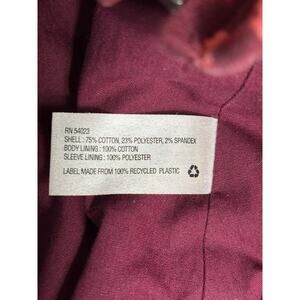 RN 54023
SHELL : 75% COTTON, 23% POLYESTER, 2% SPANDEX
BODY LINING : 100% COTTON
SLEEVE LINING : 100% POLYESTER
LABEL;MADE FROM 100% RECYCLED PLASTIC